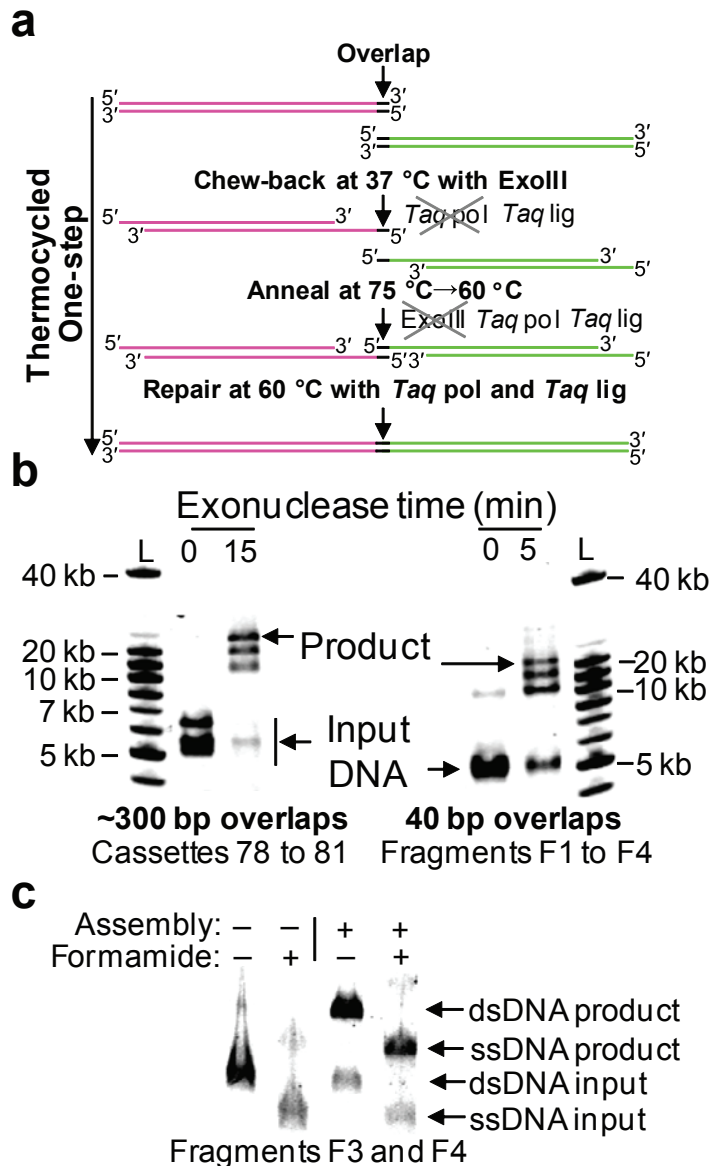 a
Overlap
5′ 3′
3′ 5′
5′ 3′
3′ 5′
Chew-back at 37 °C with ExoIII
5′ 3′ Taq pol Taq lig
3′ 5′
5′ 3′
3′ 5′
Anneal at 75 °C→60 °C
ExoIII Taq pol Taq lig
5′ 3′ 5′ 3′
3′ 5′ 3′ 5′
Repair at 60 °C with Taq pol and Taq lig
5′ 3′
3′ 5′
Thermocycled
One-step
b
Exonuclease time (min)
L 0 15 0 5 L
40 kb – – 40 kb
Product
20 kb – – 20 kb
10 kb – – 10 kb
7 kb –
Input
DNA
5 kb – – 5 kb
~300 bp overlaps 40 bp overlaps
Cassettes 78 to 81 Fragments F1 to F4
c
Assembly: – – + +
Formamide: – + – +
dsDNA product
ssDNA product
dsDNA input
ssDNA input
Fragments F3 and F4